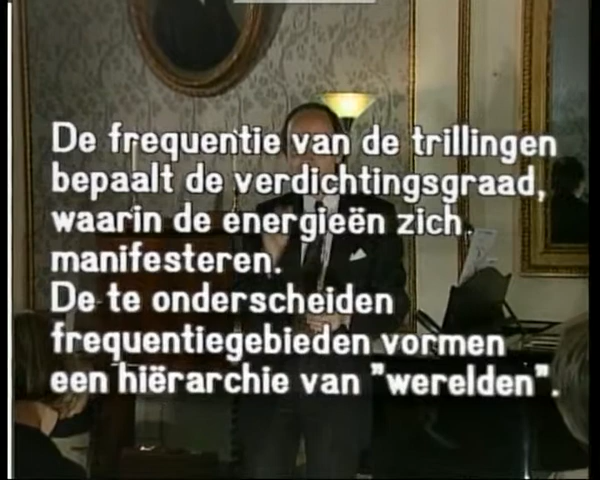 De frequentie van de trillingen
bepaalt de verdichtingsgraad,
waarin de energieën zich
manifesteren.
De te onderscheiden
frequentiegebieden vormen
een hiërarchie van "werelden".